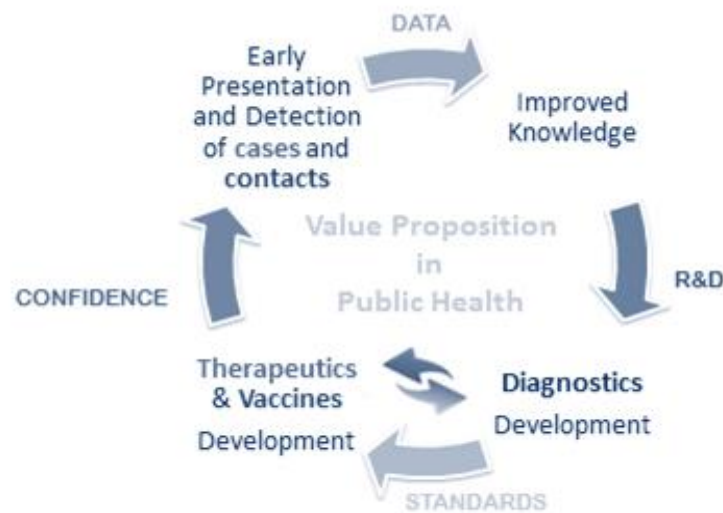 DATA
Early
Presentation
and Detection
of cases and
contacts
Improved
Knowledge
Value Proposition
in
Public Health
CONFIDENCE
R&D
Therapeutics
& Vaccines
Development
Diagnostics
Development
STANDARDS